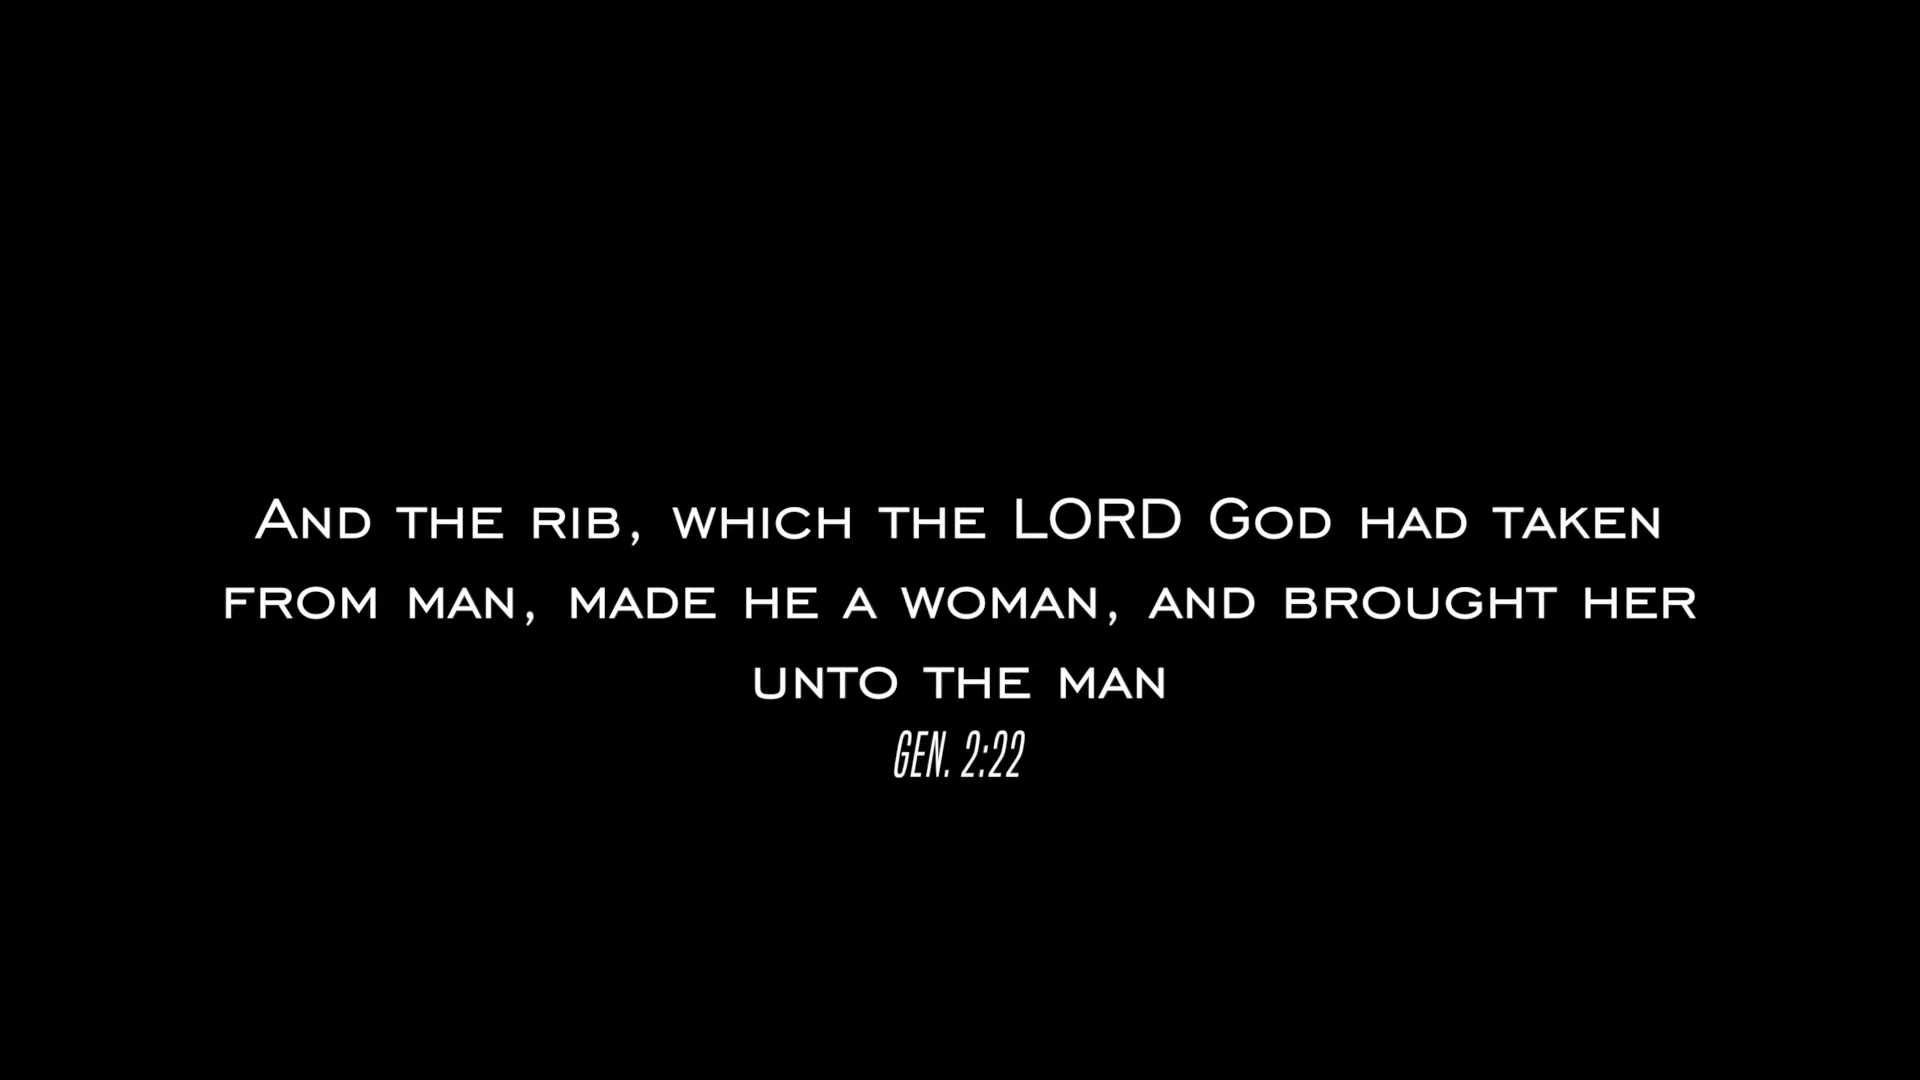 And the rib, which the LORD God had taken
from man, made he a woman, and brought her
unto the man
GEN. 2:22